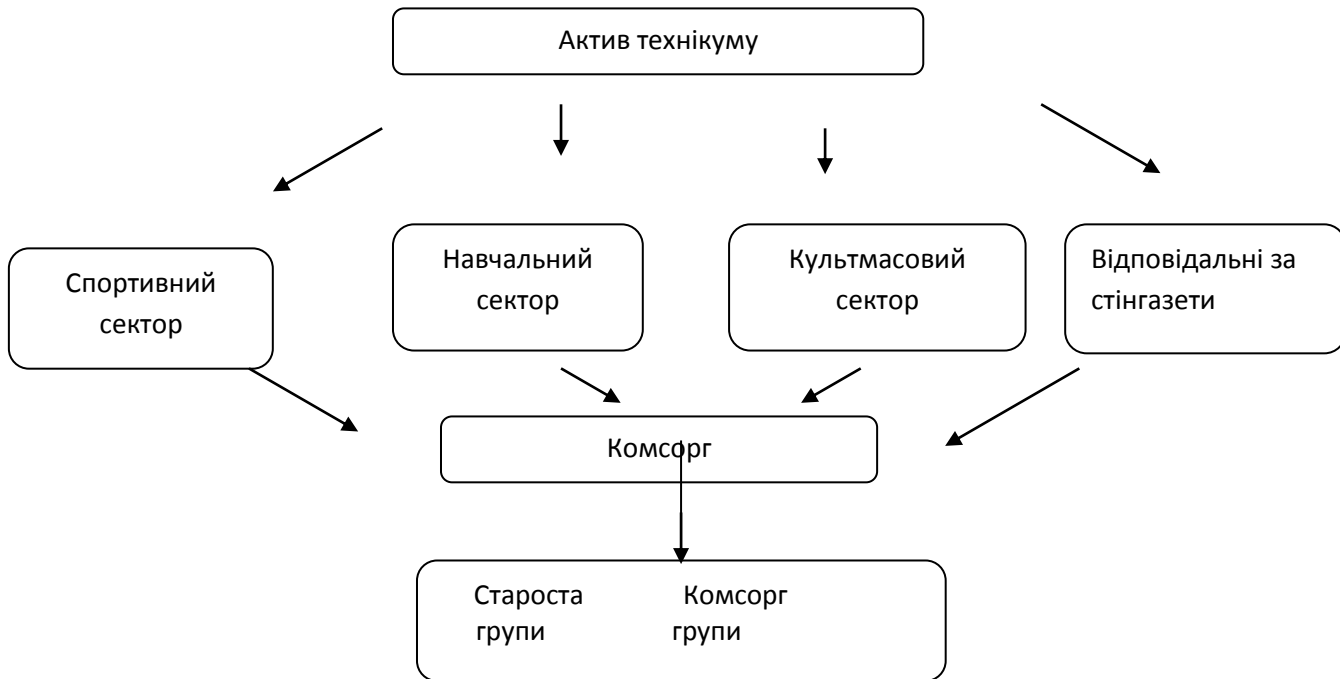 Актив технікуму
Спортивний
сектор
Навчальний
сектор
Культмасовий
сектор
Відповідальні за
стінгазети
Комсорг
Староста
групи
Комсорг
групи